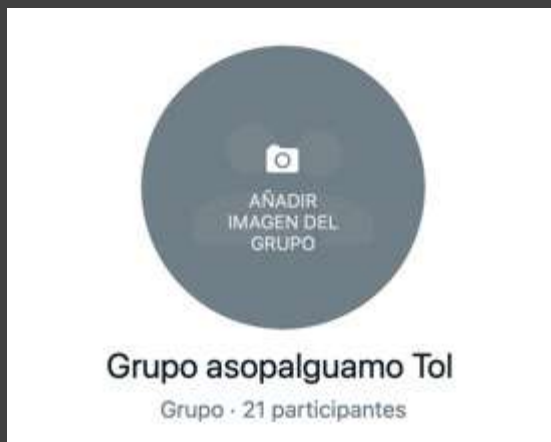 AÑADIR
IMAGEN DEL
GRUPO
Grupo asopalguamo Tol
Grupo · 21 participantes